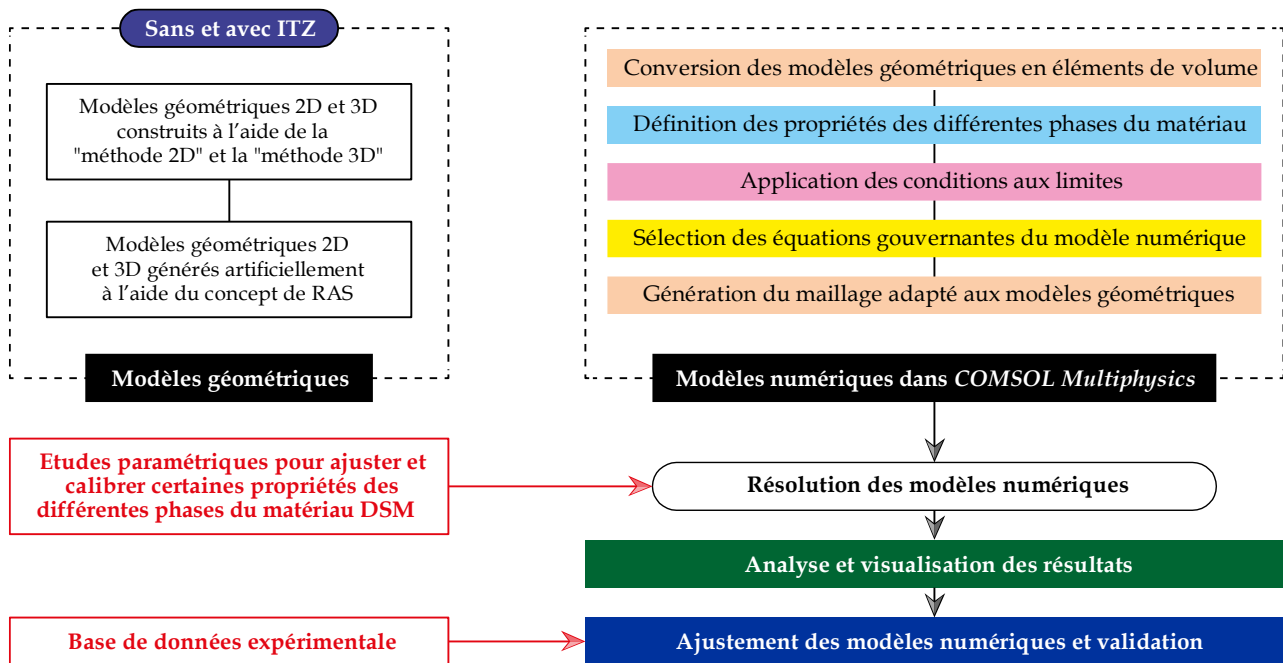 Sans et avec ITZ
Modèles géométriques 2D et 3D
construits à l'aide de la
"méthode 2D" et la "méthode 3D"
Modèles géométriques 2D
et 3D générés artificiellement
à l'aide du concept de RAS
Modèles géométriques
Conversion des modèles géométriques en éléments de volume
Définition des propriétés des différentes phases du matériau
Application des conditions aux limites
Sélection des équations gouvernantes du modèle numérique
Génération du maillage adapté aux modèles géométriques
Modèles numériques dans COMSOL Multiphysics
Etudes paramétriques pour ajuster et
calibrer certaines propriétés des
différentes phases du matériau DSM
Résolution des modèles numériques
Analyse et visualisation des résultats
Base de données expérimentale
Ajustement des modèles numériques et validation